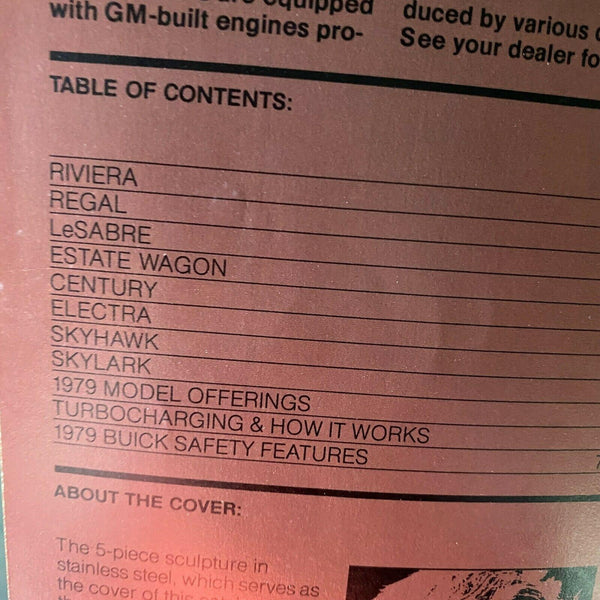 equipped
with GM-built engines pro-
duced by various
See your dealer
TABLE OF CONTENTS:
RIVIERA
REGAL
LeSABRE
ESTATE WAGON
CENTURY
ELECTRA
SKYHAWK
SKYLARK
1979 MODEL OFFERINGS
TURBOCHARGING & HOW IT WORKS
1979 BUICK SAFETY FEATURES
ABOUT THE COVER:
The 5-piece sculpture in
stainless steel, which serves as
the cover of this